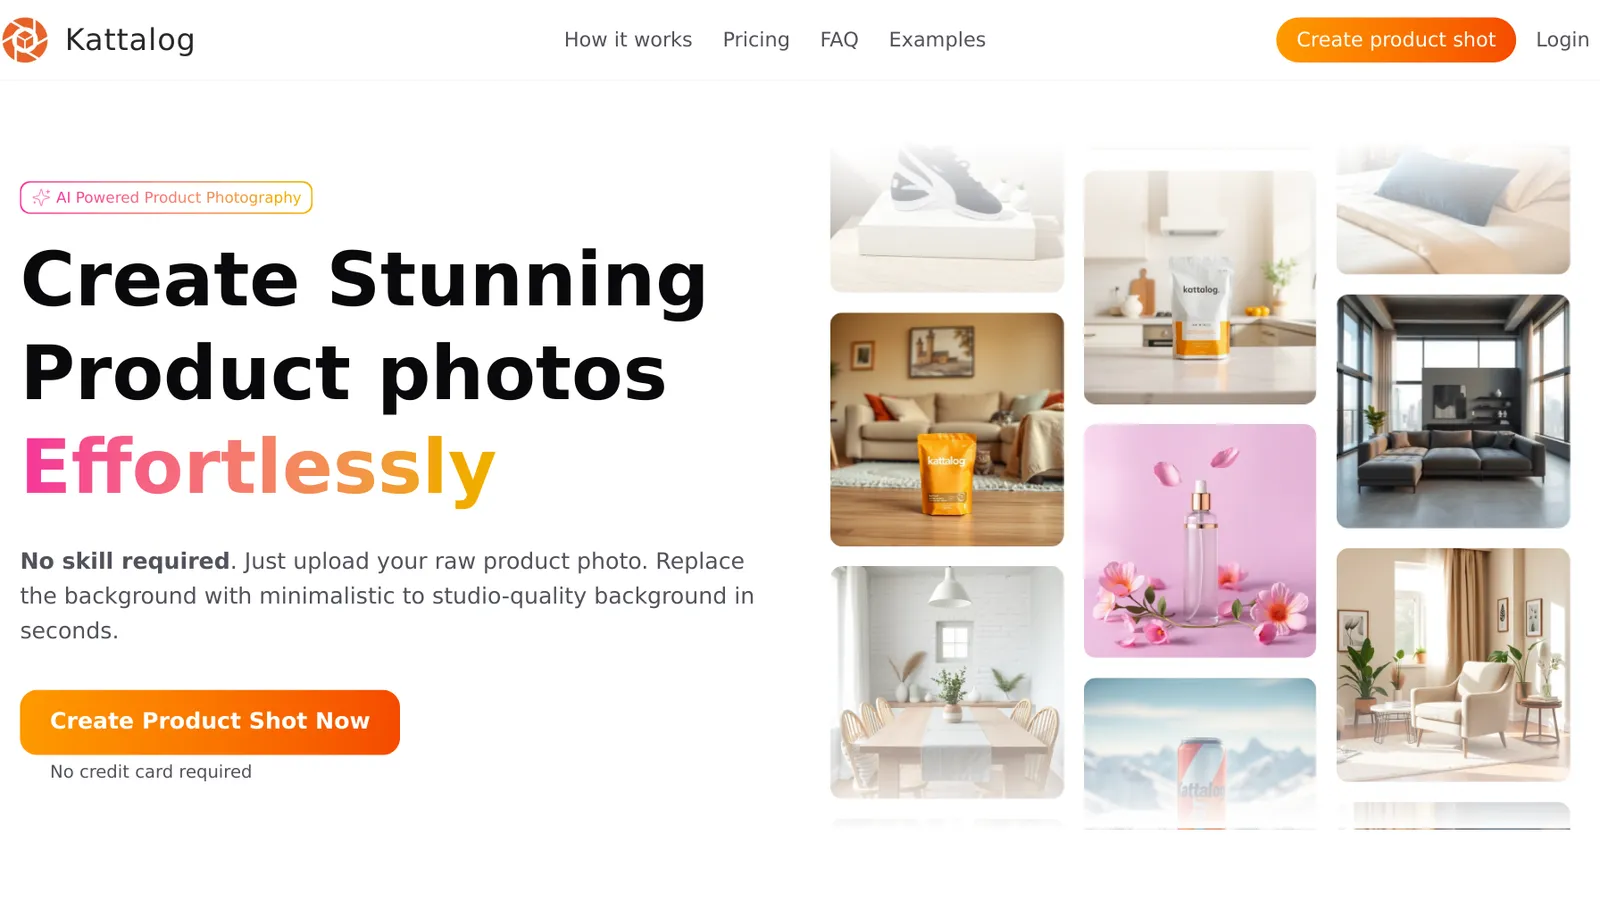 Kattalog
How it works
Pricing
FAQ
Examples
Create product shot
Login
AI Powered Product Photography
Create Stunning
Product photos
Effortlessly
No skill required. Just upload your raw product photo. Replace
the background with minimalistic to studio-quality background in
seconds.
Create Product Shot Now
No credit card required
kattalog.
kattalog.
kattalog